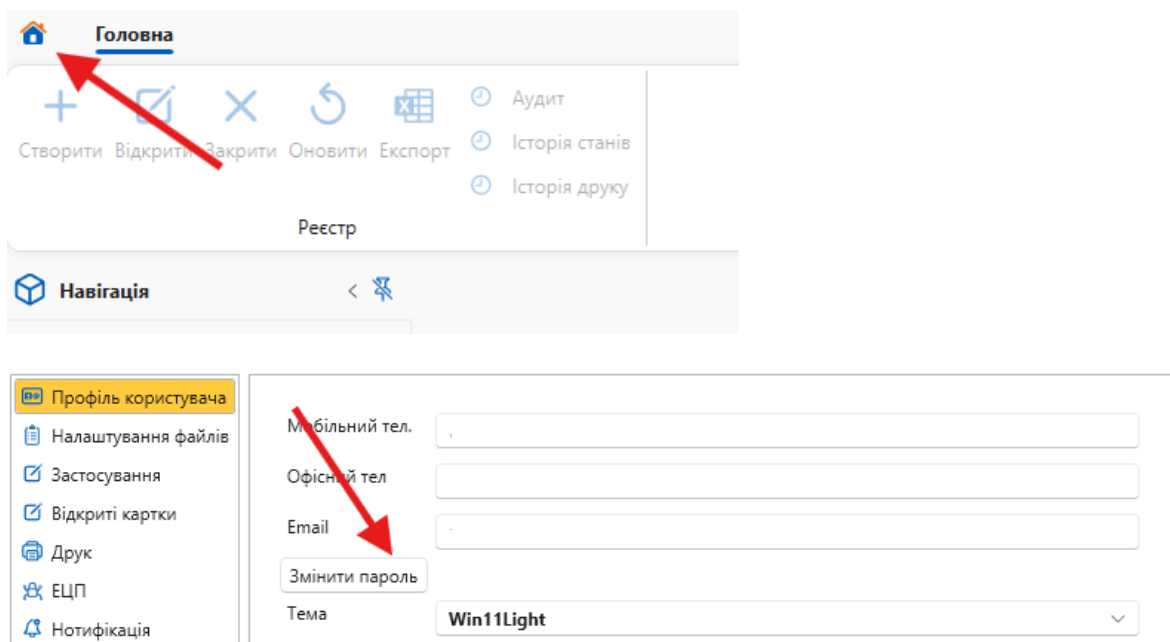 Головна
Створити Відкрити Закрити Оновити Експорт
Аудит
Історія станів
Історія друку
Реєстр
Навігація
Профіль користувача
Налаштування файлів
Застосування
Відкриті картки
Друк
ЕЦП
Нотифікація
Мобільний тел.
Офісний тел
Email
Змінити пароль
Тема
Win11Light